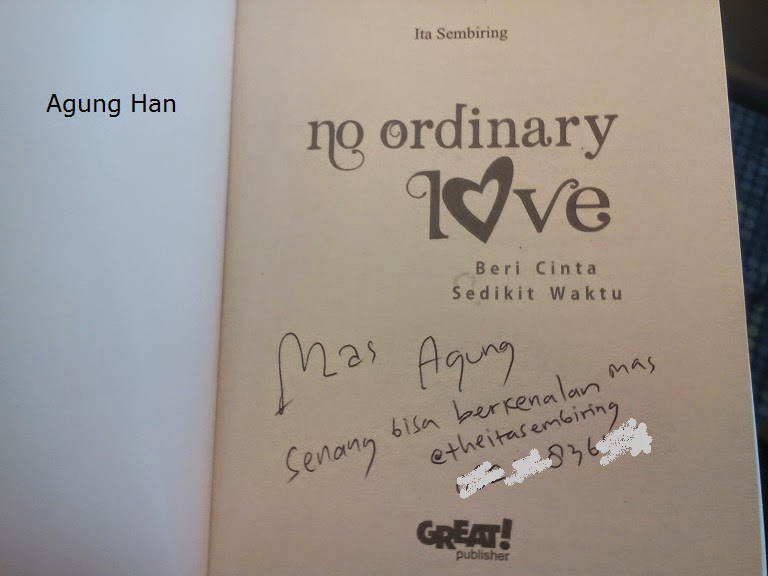 Agung Han
Ita Sembiring
no ordinary
love
Beri Cinta
Sedikit Waktu
Mas Agung
senang bisa berkenalan mas
@theitasembiring
836
GREAT!
publisher